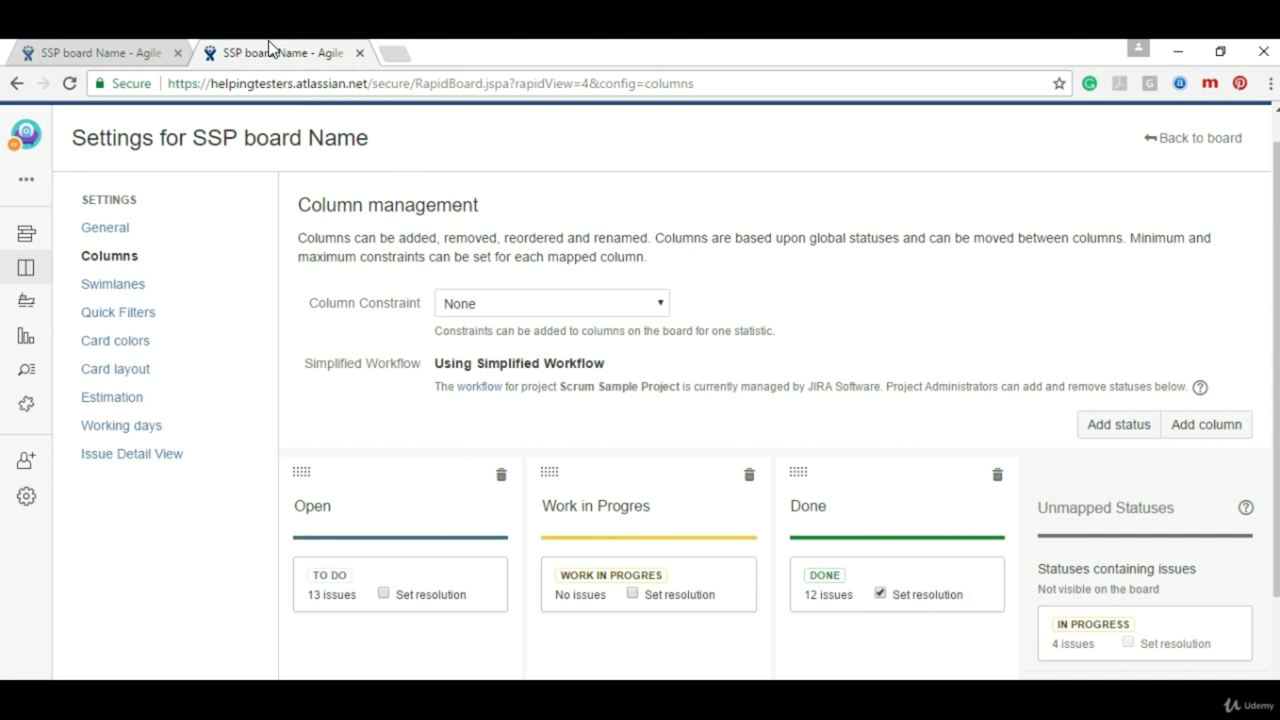 SSP board Name - Agile
SSP board Name - Agile
Secure
https://helpingtesters.atlassian.net/secure/RapidBoard.jspa?rapidView=4&config=columns
Settings for SSP board Name
Back to board
SETTINGS
General
Columns
Swimlanes
Quick Filters
Card colors
Card layout
Estimation
Working days
Issue Detail View
Column management
Columns can be added, removed, reordered and renamed. Columns are based upon global statuses and can be moved between columns. Minimum and
maximum constraints can be set for each mapped column.
Column Constraint
None
Constraints can be added to columns on the board for one statistic.
Simplified Workflow
Using Simplified Workflow
The workflow for project Scrum Sample Project is currently managed by JIRA Software. Project Administrators can add and remove statuses below.
Add status
Add column
Open
TO DO
13 issues
Set resolution
Work in Progres
WORK IN PROGRES
No issues
Set resolution
Done
DONE
12 issues
Set resolution
Unmapped Statuses
Statuses containing issues
Not visible on the board
IN PROGRESS
4 issues
Set resolution
Udemy